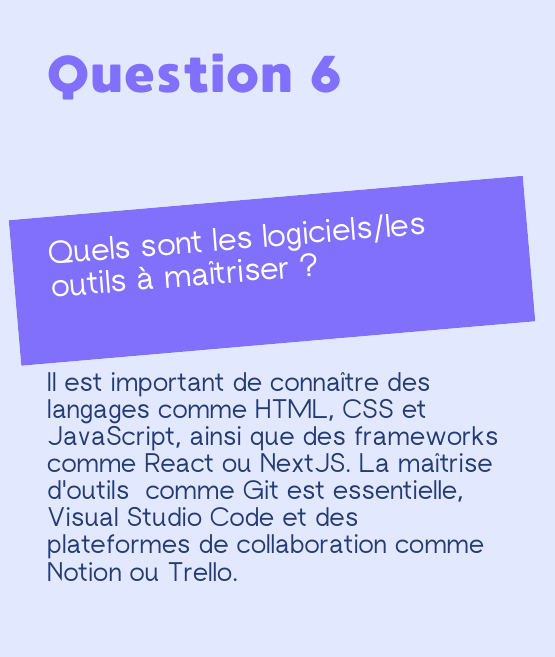 Question 6
Quels sont les logiciels/les
outils à maîtriser ?
Il est important de connaître des
langages comme HTML, CSS et
JavaScript, ainsi que des frameworks
comme React ou NextJS. La maîtrise
d'outils  comme Git est essentielle,
Visual Studio Code et des
plateformes de collaboration comme
Notion ou Trello.